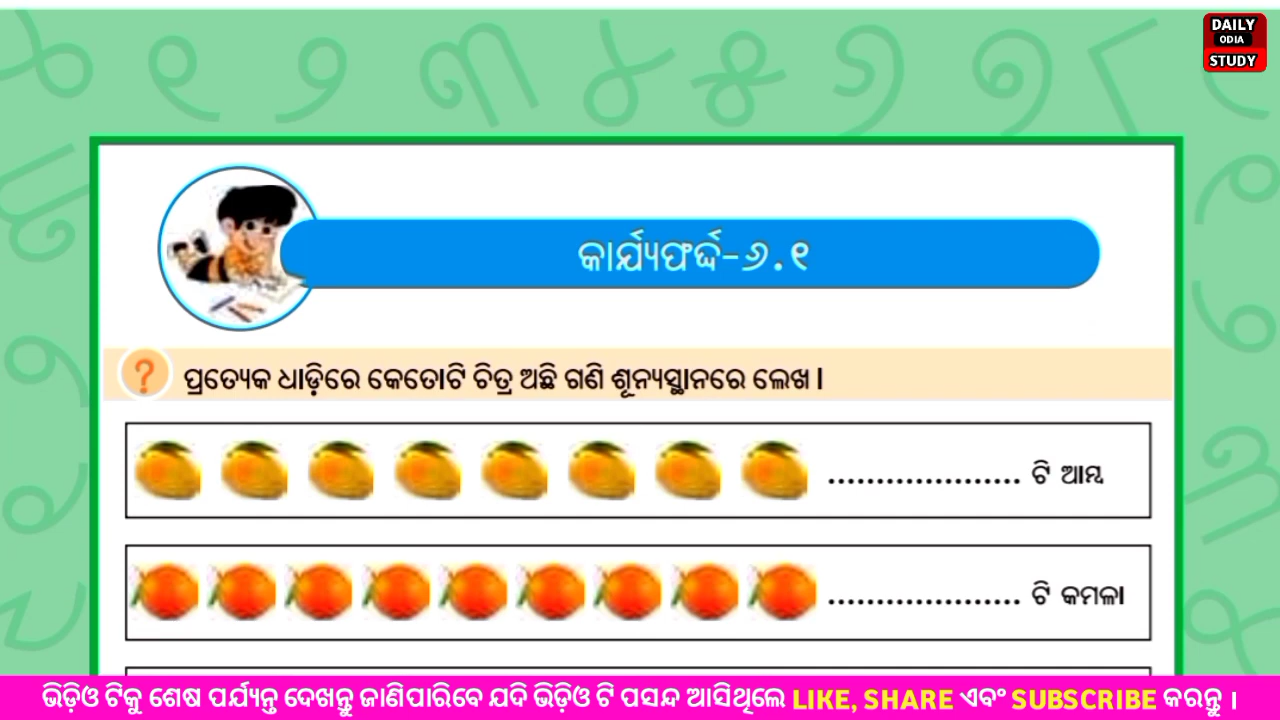 DAILY
ODIA
STUDY
କାର୍ଯ୍ୟଫର୍ଦ୍ଦ-୬.୧
? ପ୍ରତ୍ୟେକ ଧାଡ଼ିରେ କେତୋଟି ଚିତ୍ର ଅଛି ଗଣି ଶୂନ୍ୟସ୍ଥାନରେ ଲେଖ ।
.................... ଟି ଆମ୍ବ
.................... ଟି କମଳା
ଭିଡ଼ିଓ ଟିକୁ ଶେଷ ପର୍ଯ୍ୟନ୍ତ ଦେଖନ୍ତୁ ଜାଣିପାରିବେ ଯଦି ଭିଡ଼ିଓ ଟି ପସନ୍ଦ ଆସିଥିଲେ LIKE, SHARE ଏବଂ SUBSCRIBE କରନ୍ତୁ ।